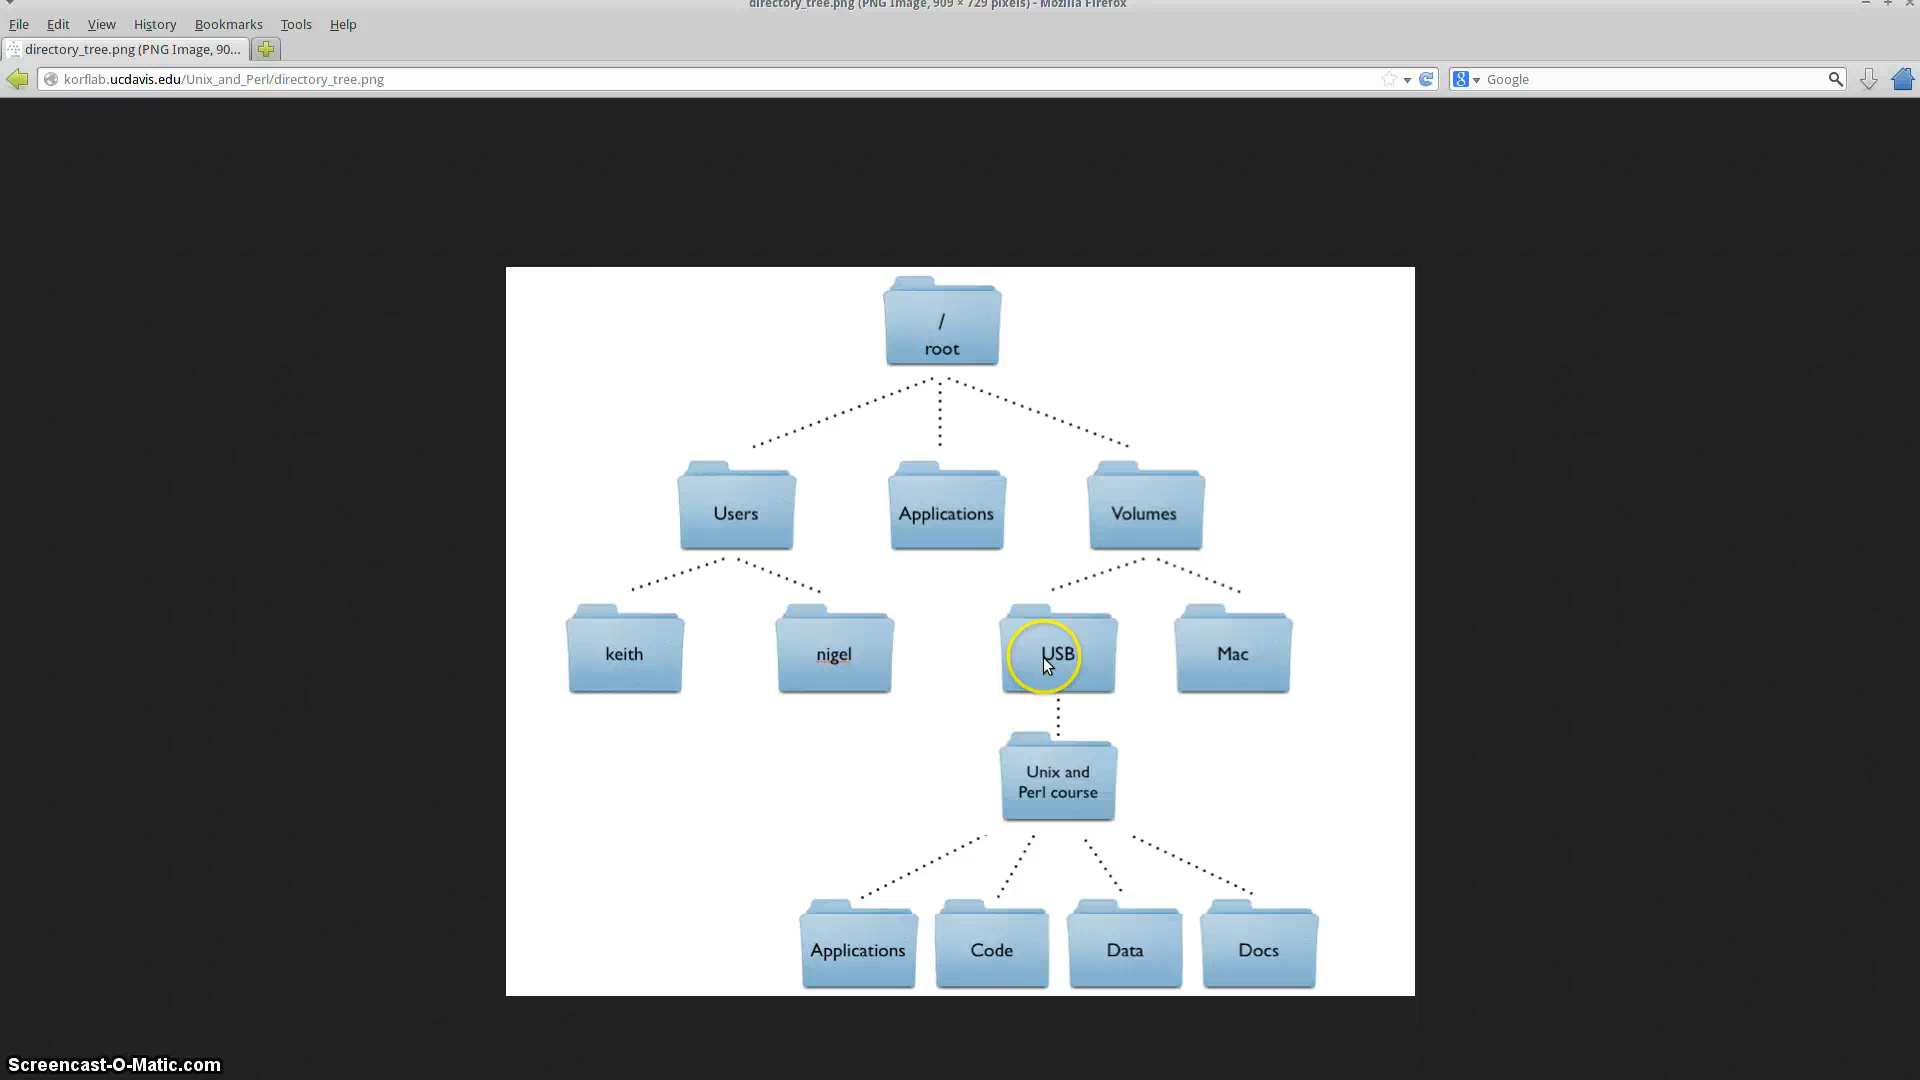 directory_tree.png (PNG Image, 909 × 729 pixels) - Mozilla Firefox
File Edit View History Bookmarks Tools Help
directory_tree.png (PNG Image, 90...
korflab.ucdavis.edu/Unix_and_Perl/directory_tree.png
8 Google
/
root
Users Applications Volumes
keith nigel USB Mac
Unix and
Perl course
Applications Code Data Docs
Screencast-O-Matic.com